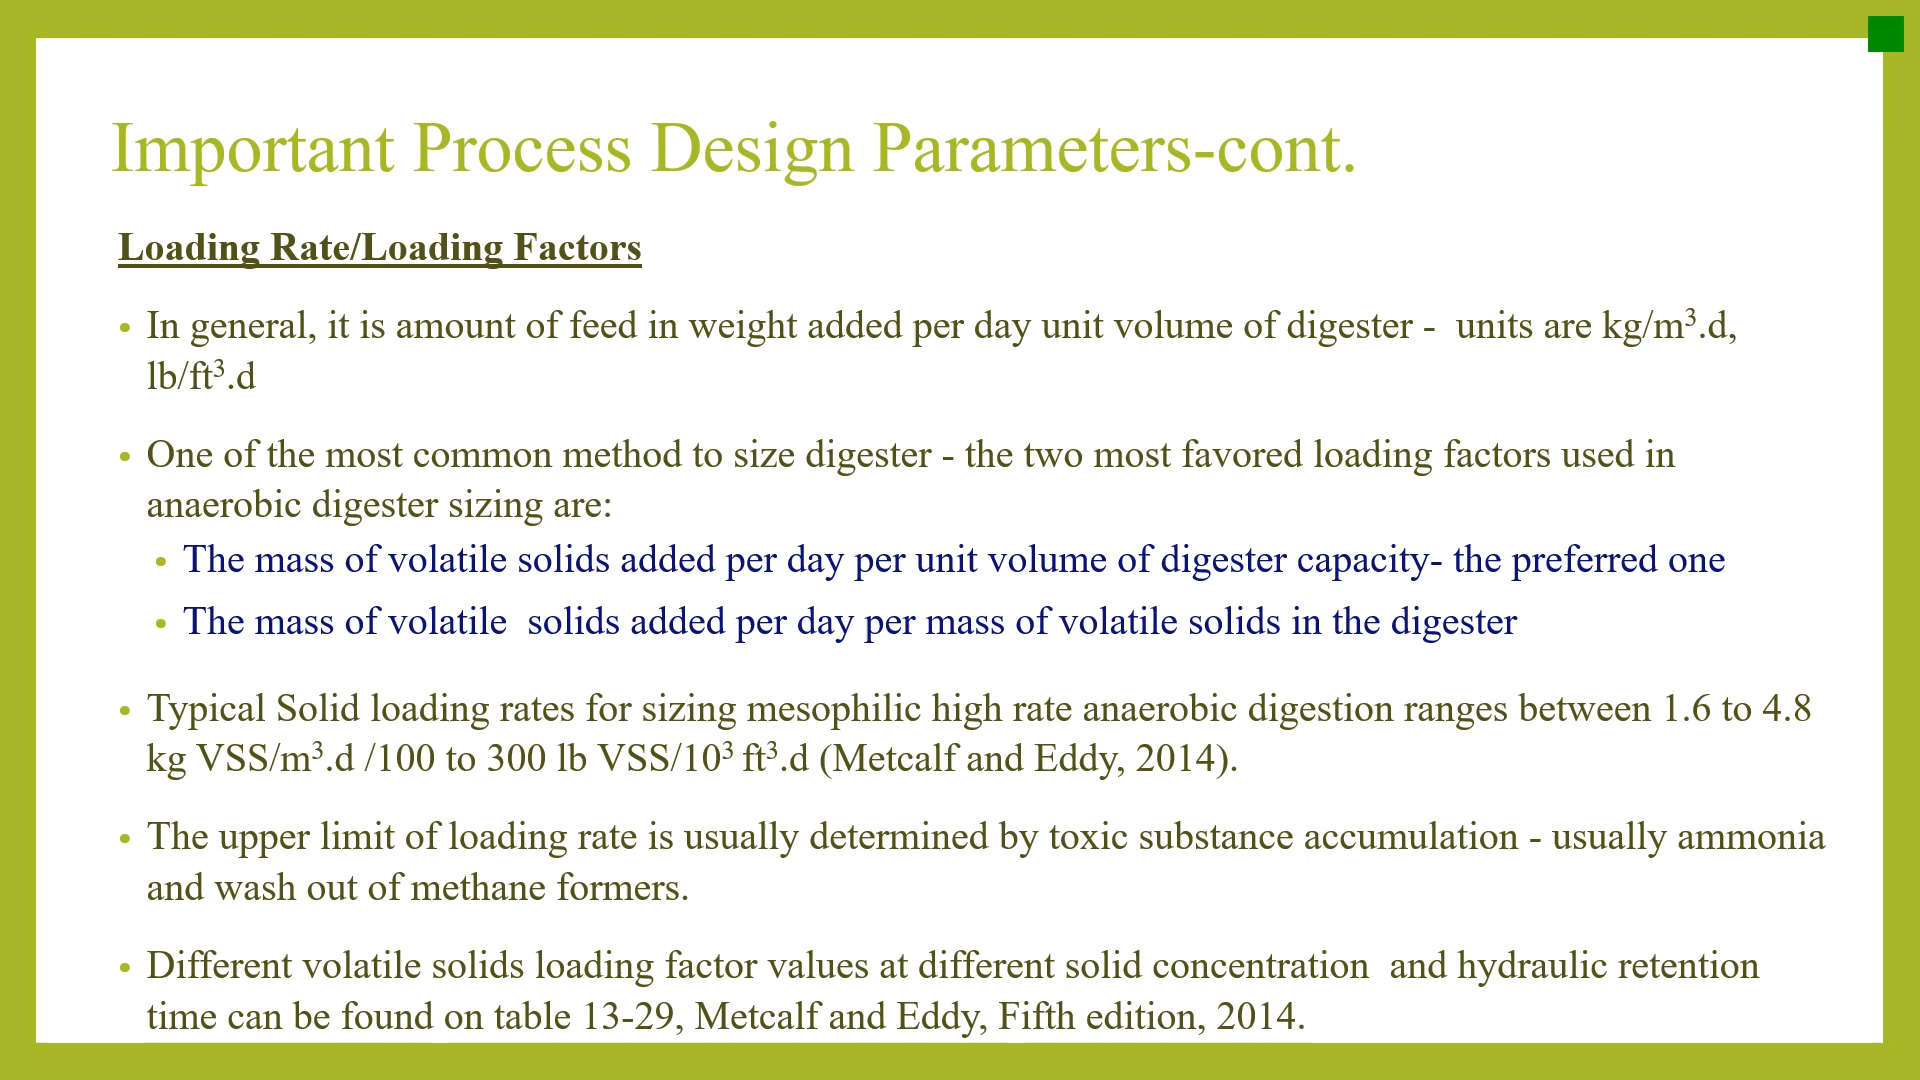 Important Process Design Parameters-cont.
Loading Rate/Loading Factors
• In general, it is amount of feed in weight added per day unit volume of digester -  units are kg/m³.d,
lb/ft³.d
• One of the most common method to size digester - the two most favored loading factors used in
anaerobic digester sizing are:
• The mass of volatile solids added per day per unit volume of digester capacity- the preferred one
• The mass of volatile  solids added per day per mass of volatile solids in the digester
• Typical Solid loading rates for sizing mesophilic high rate anaerobic digestion ranges between 1.6 to 4.8
kg VSS/m³.d /100 to 300 lb VSS/10³ ft³.d (Metcalf and Eddy, 2014).
• The upper limit of loading rate is usually determined by toxic substance accumulation - usually ammonia
and wash out of methane formers.
• Different volatile solids loading factor values at different solid concentration  and hydraulic retention
time can be found on table 13-29, Metcalf and Eddy, Fifth edition, 2014.